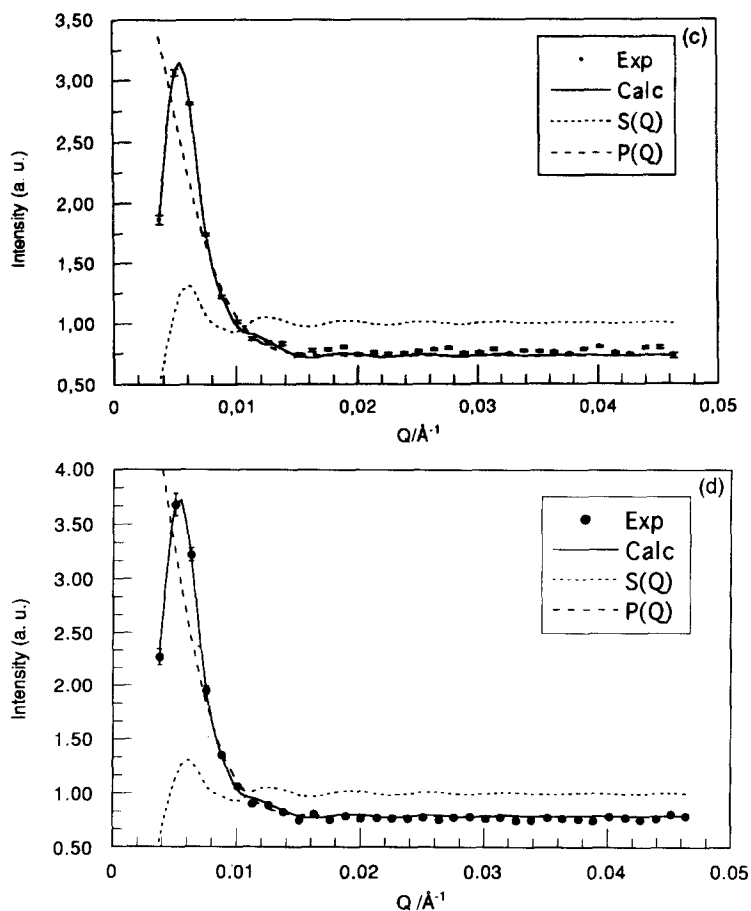 (c)
3,50
3,00
2,50
2,00
1,50
1,00
0,50
Intensity (a. u.)
Exp
Calc
S(Q)
P(Q)
0 0,01 0,02 0,03 0,04 0,05
Q/Å⁻¹
(d)
4.00
3.50
3.00
2.50
2.00
1.50
1.00
0.50
Intensity (a. u.)
Exp
Calc
S(Q)
P(Q)
0 0.01 0.02 0.03 0.04 0.05
Q /Å⁻¹